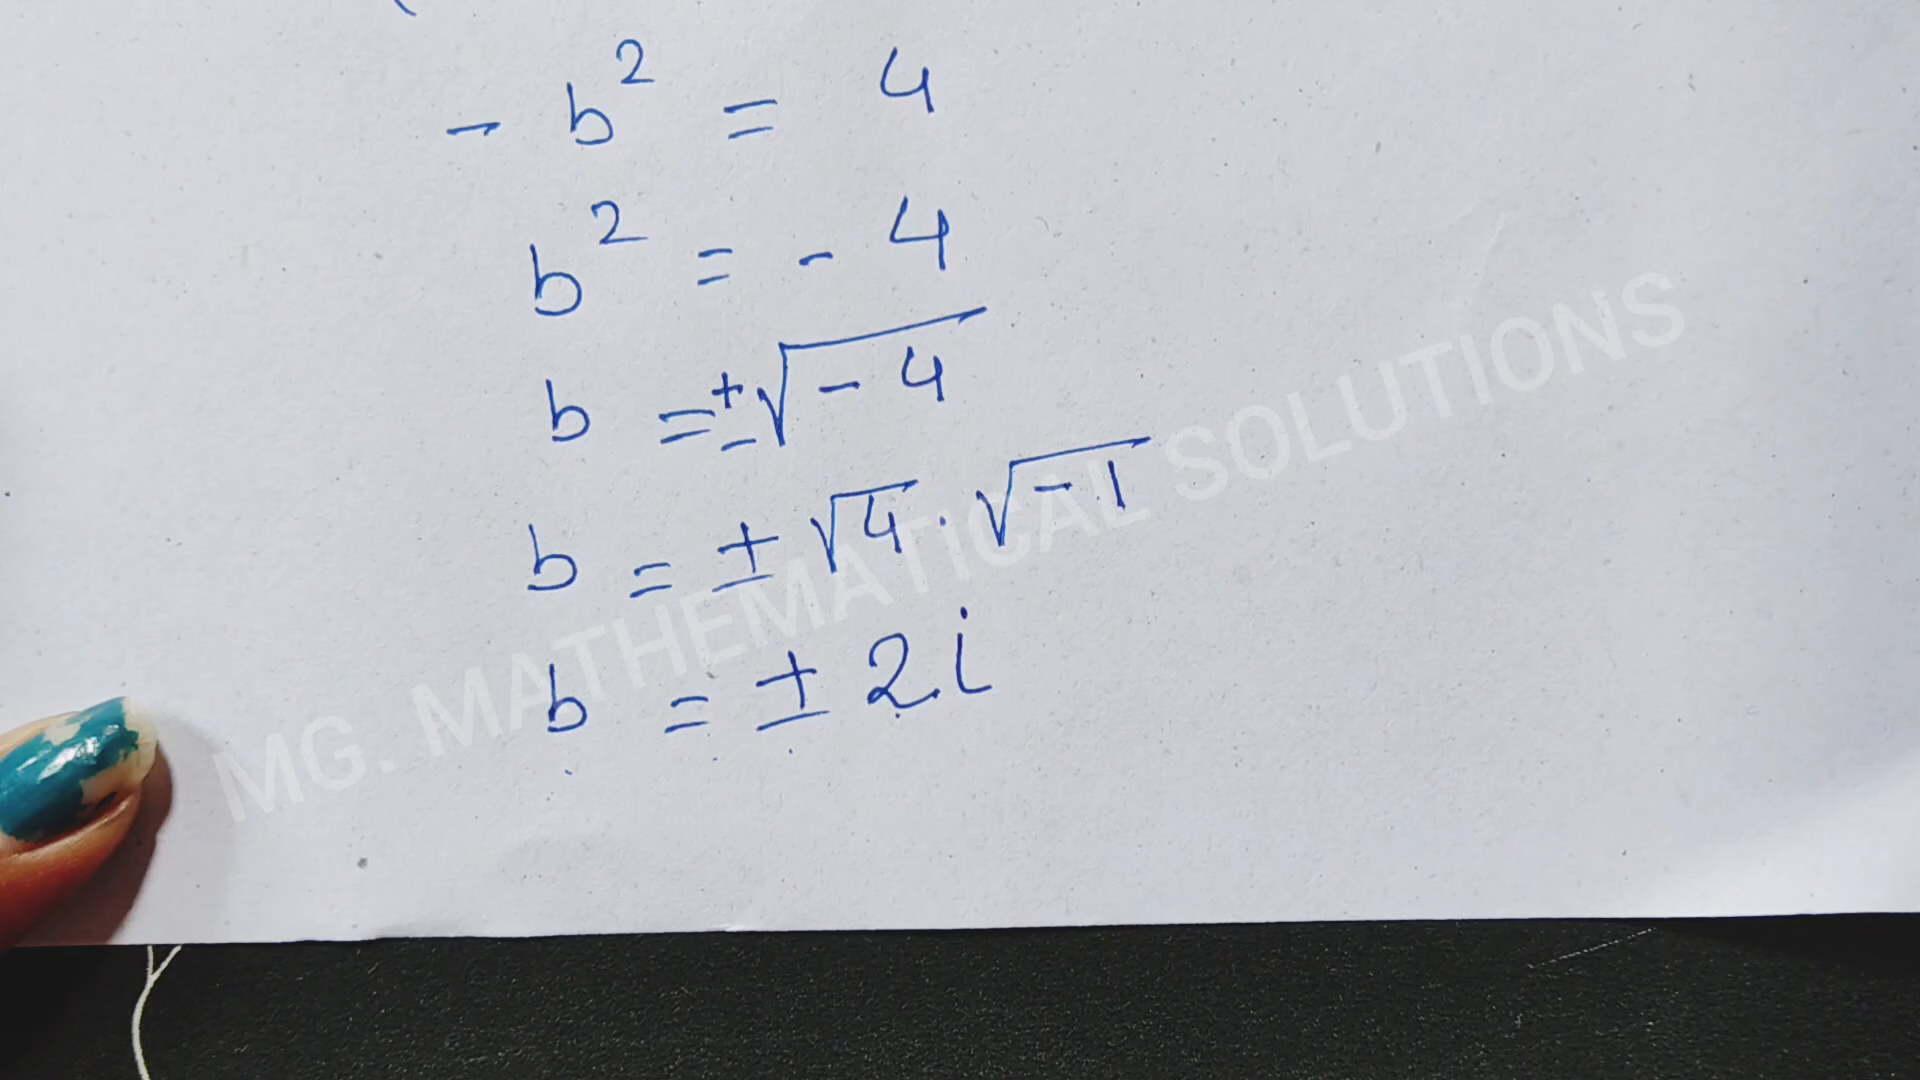 - b² = 4
b² = - 4
b = ±√-4
b = ± √4 . √-1
b = ± 2i
MG. MATHEMATICAL SOLUTIONS